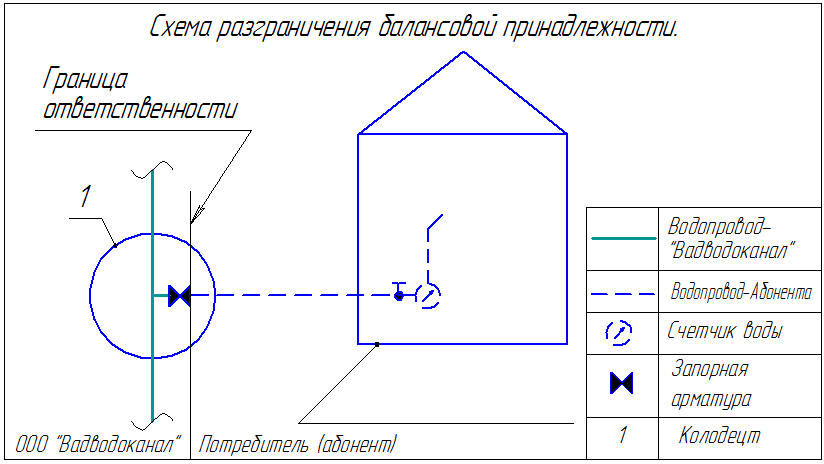 Схема разграничения балансовой принадлежности.
Граница
ответственности
1
Водопровод-
"Вадводоканал"
Водопровод-Абонента
Счетчик воды
Запорная
арматура
1 Колодецт
ООО "Вадводоканал" Потребитель (абонент)